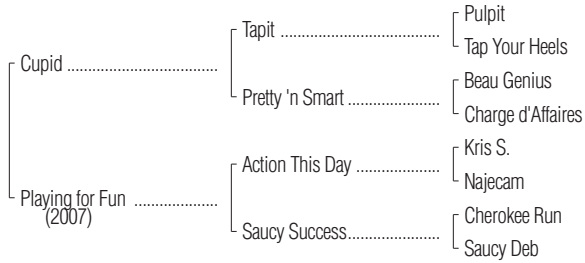 Pulpit
Tapit ................................
Tap Your Heels
Cupid .....................................
Beau Genius
Pretty 'n Smart .......................
Charge d'Affaires
Kris S.
Action This Day ....................
Najecam
Playing for Fun ....................
(2007)
Cherokee Run
Saucy Success.......................
Saucy Deb